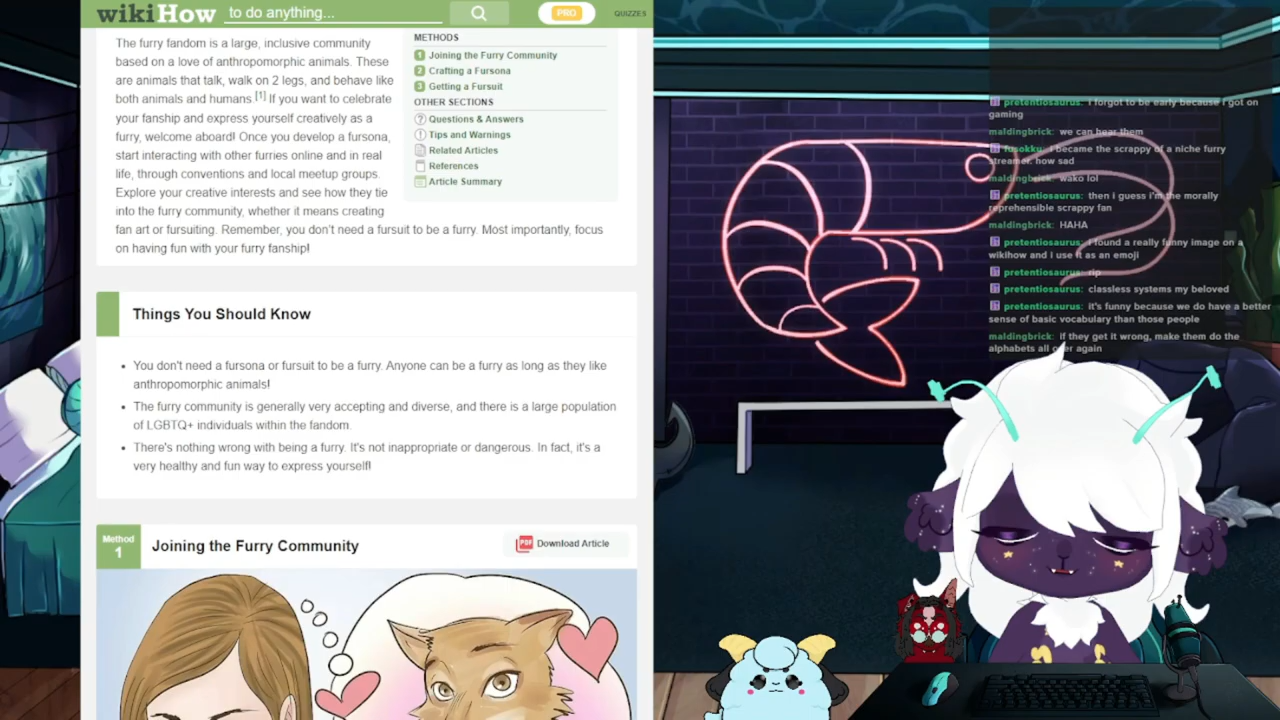 wikiHow to do anything...
PRO
QUIZZES
The furry fandom is a large, inclusive community
based on a love of anthropomorphic animals. These
are animals that talk, walk on 2 legs, and behave like
both animals and humans [1] If you want to celebrate
your fanship and express yourself creatively as a
furry, welcome aboard! Once you develop a fursona,
start interacting with other furries online and in real
life, through conventions and local meetup groups.
Explore your creative interests and see how they tie
into the furry community, whether it means creating
fan art or fursuiting. Remember, you don't need a fursuit to be a furry. Most importantly, focus
on having fun with your furry fanship!
METHODS
1 Joining the Furry Community
2 Crafting a Fursona
3 Getting a Fursuit
OTHER SECTIONS
Questions & Answers
Tips and Warnings
Related Articles
References
Article Summary
Things You Should Know
• You don't need a fursona or fursuit to be a furry. Anyone can be a furry as long as they like
anthropomorphic animals!
• The furry community is generally very accepting and diverse, and there is a large population
of LGBTQ+ individuals within the fandom.
• There's nothing wrong with being a furry. It's not inappropriate or dangerous. In fact, it's a
very healthy and fun way to express yourself!
Method
1
Joining the Furry Community
PDF Download Article
pretentiosaurus: I forgot to be early because I got on
gaming
maldingbrick: we can hear them
fusokku: i became the scrappy of a niche furry
streamer. how sad
maldingbrick: wako lol
pretentiosaurus: then i guess i'm the morally
reprehensible scrappy fan
maldingbrick: HAHA
pretentiosaurus: I found a really funny image on a
wikihow and i use it as an emoji
pretentiosaurus: rip
pretentiosaurus: classless systems my beloved
pretentiosaurus: it's funny because we do have a better
sense of basic vocabulary than those people
maldingbrick: if they get it wrong, make them do the
alphabets all over again